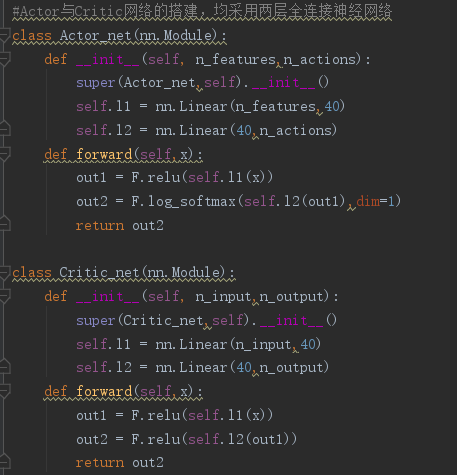 #Actor与Critic网络的搭建，均采用两层全连接神经网络
class Actor_net(nn.Module):
    def __init__(self, n_features,n_actions):
        super(Actor_net,self).__init__()
        self.l1 = nn.Linear(n_features,40)
        self.l2 = nn.Linear(40,n_actions)
    def forward(self,x):
        out1 = F.relu(self.l1(x))
        out2 = F.log_softmax(self.l2(out1),dim=1)
        return out2

class Critic_net(nn.Module):
    def __init__(self, n_input,n_output):
        super(Critic_net,self).__init__()
        self.l1 = nn.Linear(n_input,40)
        self.l2 = nn.Linear(40,n_output)
    def forward(self,x):
        out1 = F.relu(self.l1(x))
        out2 = F.relu(self.l2(out1))
        return out2